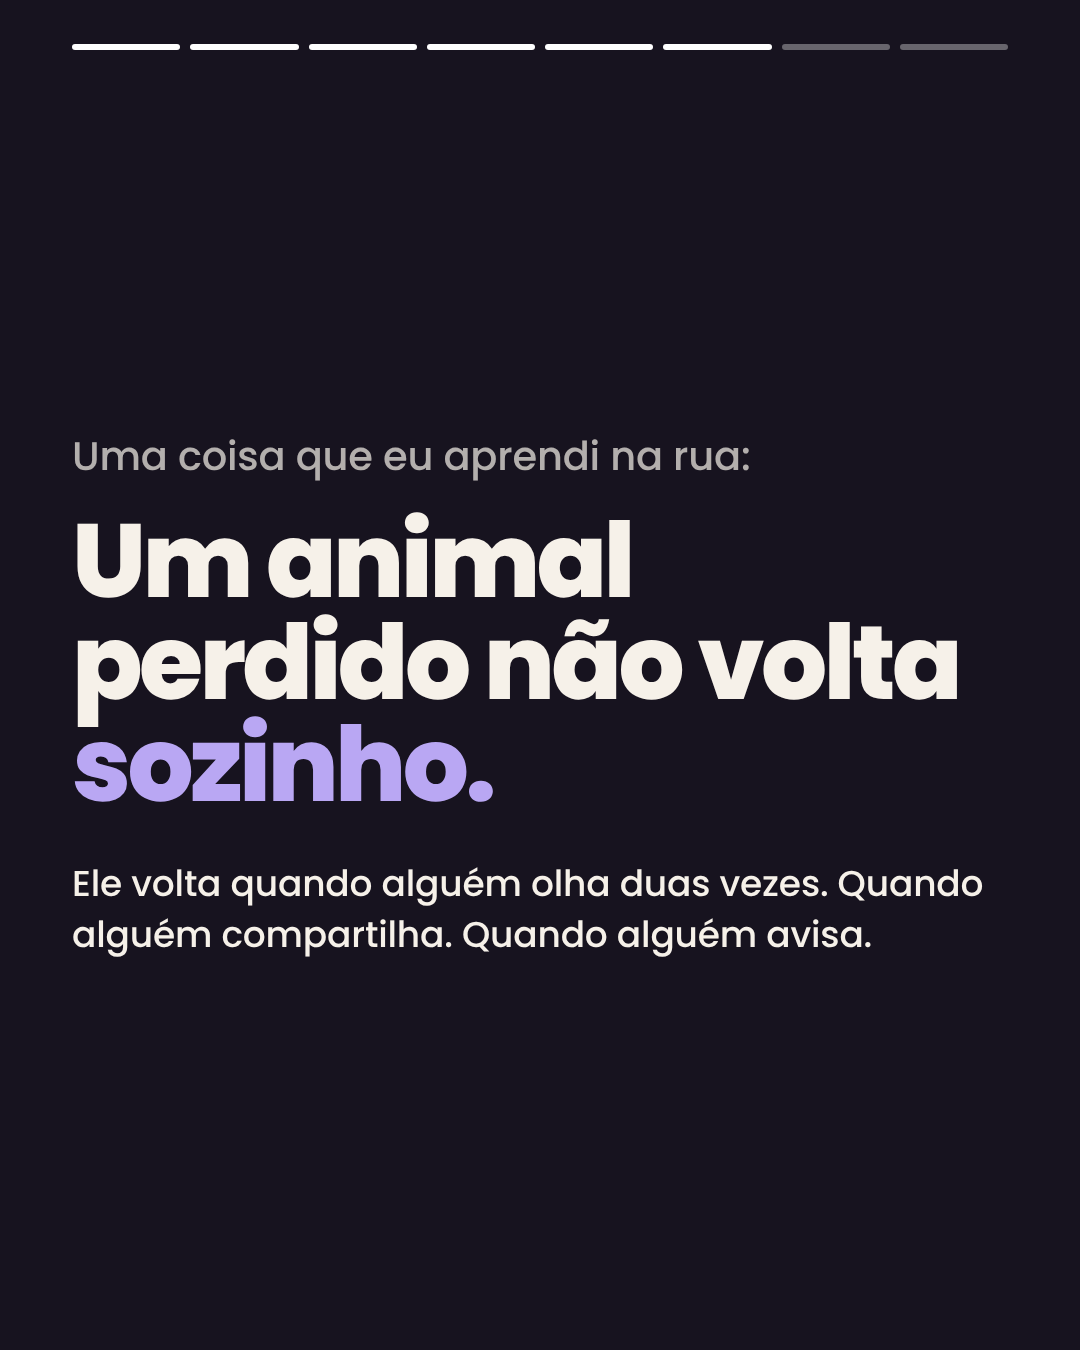 Uma coisa que eu aprendi na rua:
Um animal
perdido não volta
sozinho.
Ele volta quando alguém olha duas vezes. Quando
alguém compartilha. Quando alguém avisa.